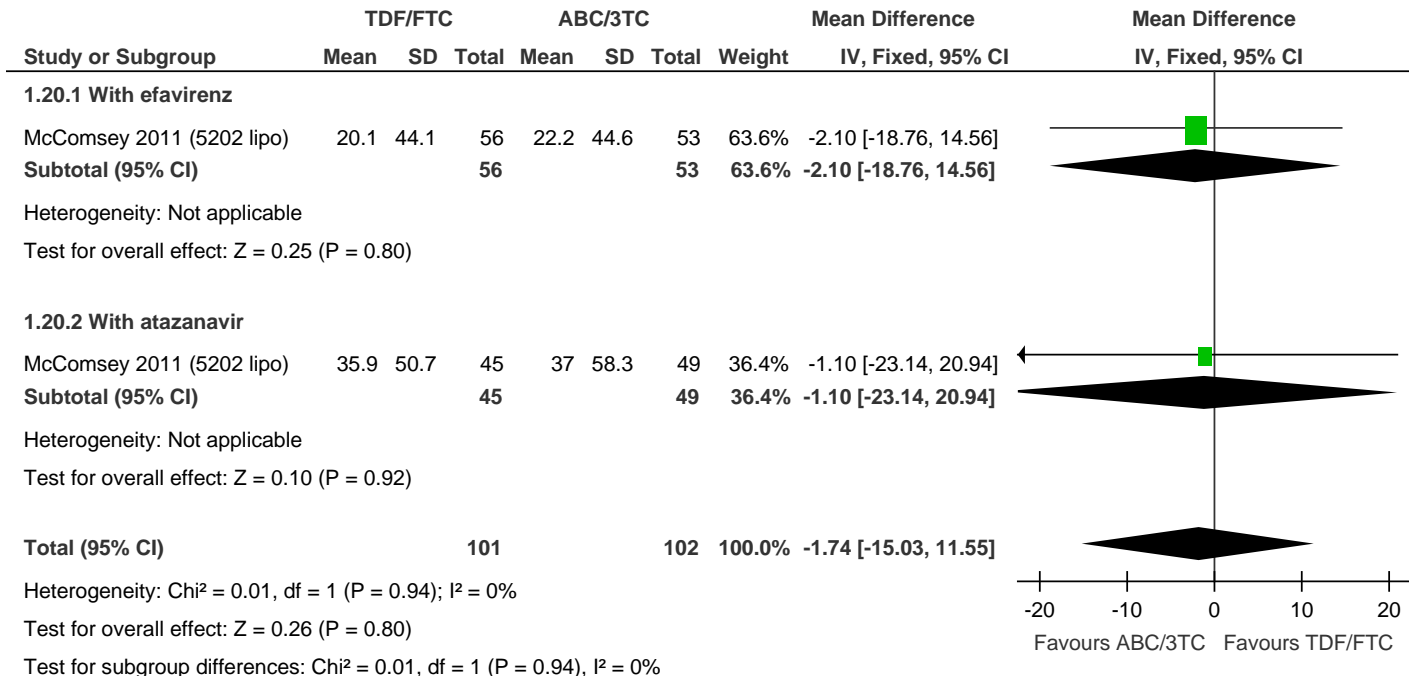 TDF/FTC ABC/3TC Mean Difference Mean Difference
Study or Subgroup Mean SD Total Mean SD Total Weight IV, Fixed, 95% CI IV, Fixed, 95% CI
1.20.1 With efavirenz
McComsey 2011 (5202 lipo) 20.1 44.1 56 22.2 44.6 53 63.6% -2.10 [-18.76, 14.56]
Subtotal (95% CI) 56 53 63.6% -2.10 [-18.76, 14.56]
Heterogeneity: Not applicable
Test for overall effect: Z = 0.25 (P = 0.80)
1.20.2 With atazanavir
McComsey 2011 (5202 lipo) 35.9 50.7 45 37 58.3 49 36.4% -1.10 [-23.14, 20.94]
Subtotal (95% CI) 45 49 36.4% -1.10 [-23.14, 20.94]
Heterogeneity: Not applicable
Test for overall effect: Z = 0.10 (P = 0.92)
Total (95% CI) 101 102 100.0% -1.74 [-15.03, 11.55]
Heterogeneity: Chi² = 0.01, df = 1 (P = 0.94); I² = 0%
Test for overall effect: Z = 0.26 (P = 0.80)
Test for subgroup differences: Chi² = 0.01, df = 1 (P = 0.94), I² = 0%
-20 -10 0 10 20
Favours ABC/3TC Favours TDF/FTC